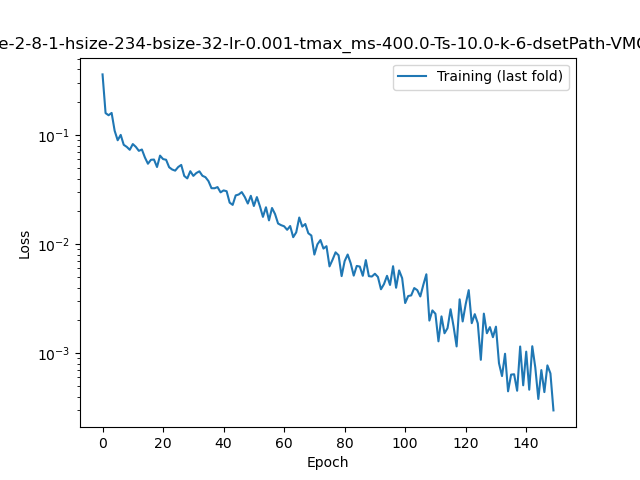 e-2-8-1-hsize-234-bsize-32-lr-0.001-tmax_ms-400.0-Ts-10.0-k-6-dsetPath-VMC
Training (last fold)
10⁻¹
10⁻²
10⁻³
Loss
0 20 40 60 80 100 120 140
Epoch